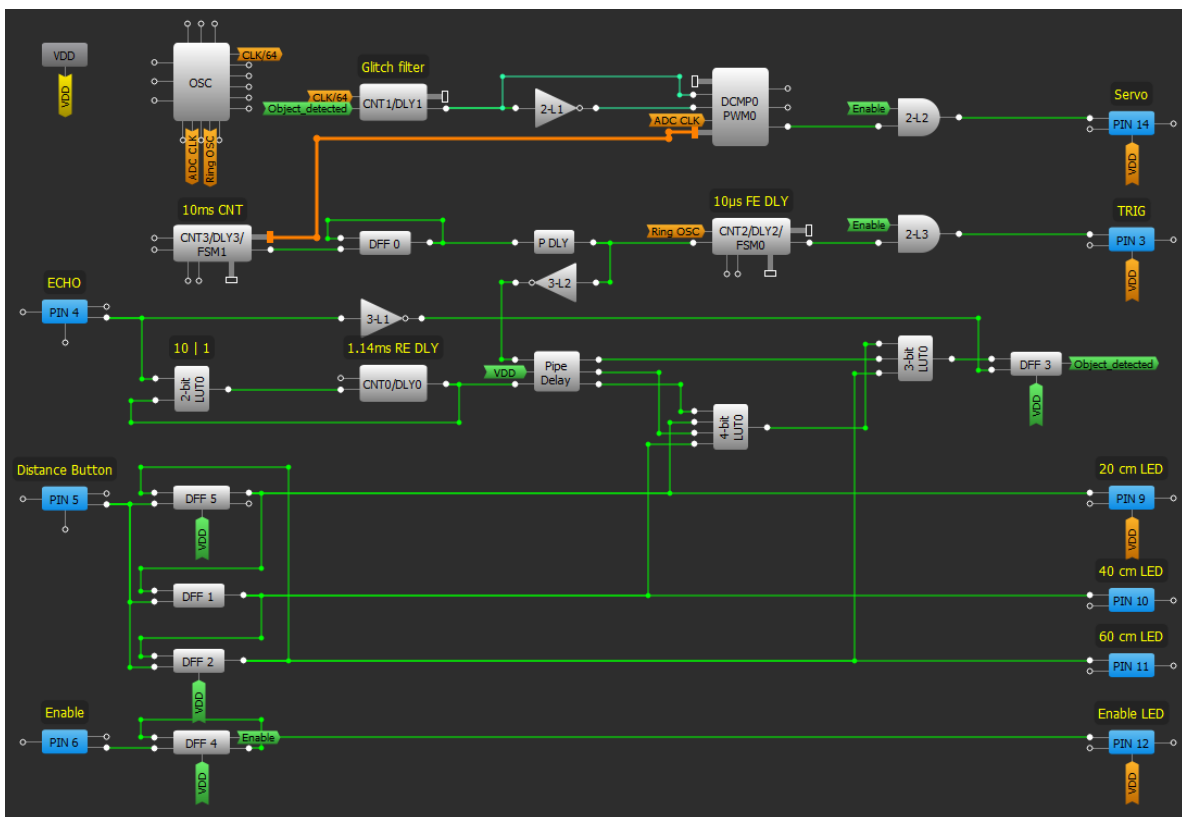 VDD
VDD
OSC
CLK/64
ADC CLK
Ring OSC
Glitch filter
CLK/64
Object_detected
CNT1/DLY1
2-L1
DCMP0
PWM0
ADC CLK
Enable
2-L2
Servo
PIN 14
VDD
10ms CNT
CNT3/DLY3/
FSM1
DFF 0
P DLY
3-L2
10µs FE DLY
Ring OSC
CNT2/DLY2/
FSM0
Enable
2-L3
TRIG
PIN 3
VDD
ECHO
PIN 4
3-L1
10 | 1
2-bit
LUT0
1.14ms RE DLY
CNT0/DLY0
VDD
Pipe
Delay
4-bit
LUT0
3-bit
LUT0
DFF 3
Object_detected
VDD
Distance Button
PIN 5
DFF 5
VDD
20 cm LED
PIN 9
VDD
DFF 1
40 cm LED
PIN 10
DFF 2
VDD
60 cm LED
PIN 11
Enable
PIN 6
DFF 4
Enable
VDD
Enable LED
PIN 12
VDD